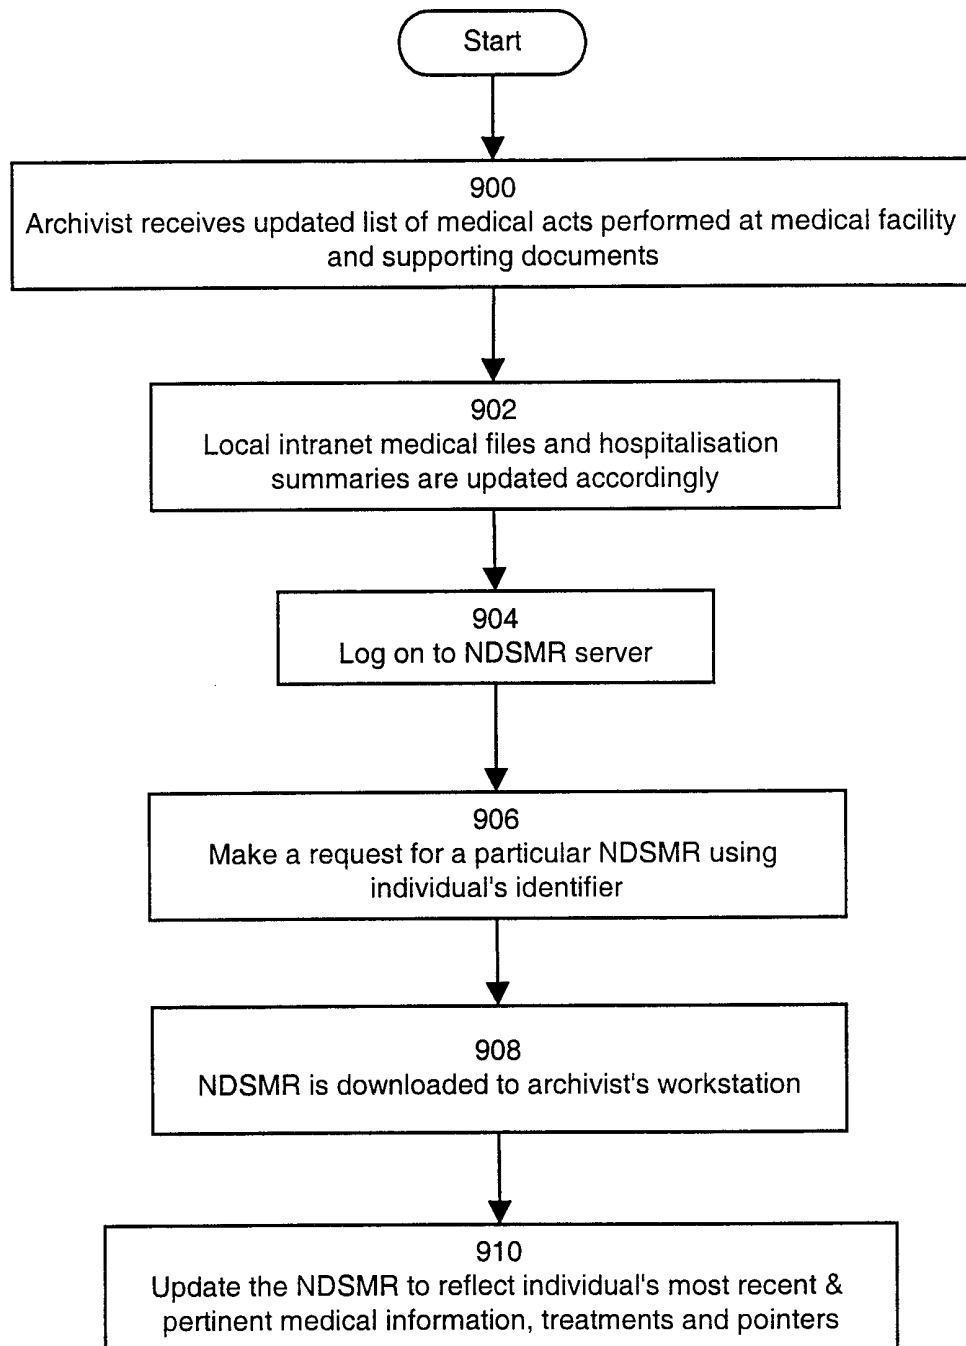 Start
900
Archivist receives updated list of medical acts performed at medical facility
and supporting documents
902
Local intranet medical files and hospitalisation
summaries are updated accordingly
904
Log on to NDSMR server
906
Make a request for a particular NDSMR using
individual's identifier
908
NDSMR is downloaded to archivist's workstation
910
Update the NDSMR to reflect individual's most recent &
pertinent medical information, treatments and pointers